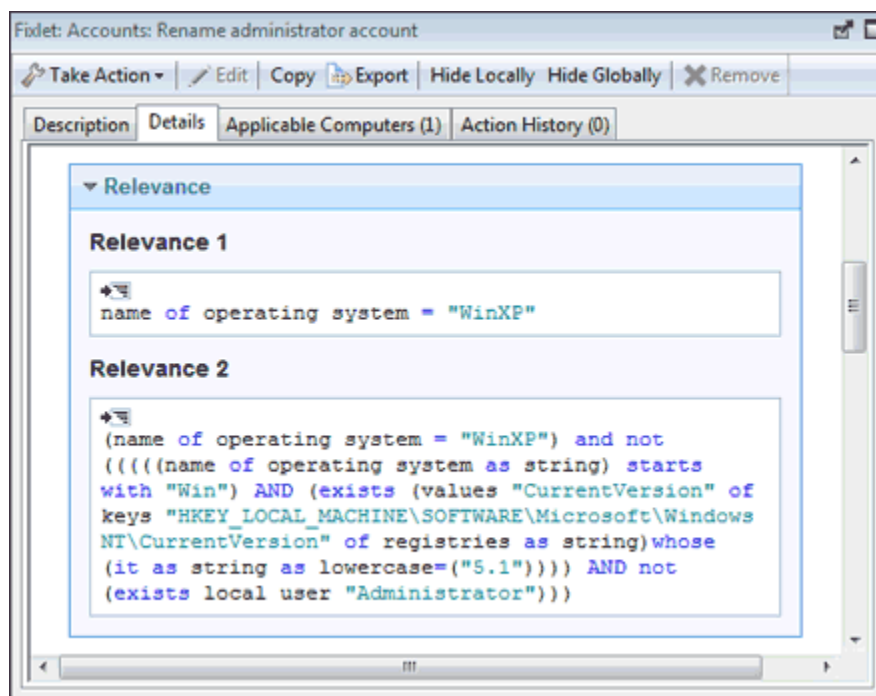 Fixlet: Accounts: Rename administrator account
Take Action Edit Copy Export Hide Locally Hide Globally Remove
Description Details Applicable Computers (1) Action History (0)
Relevance
Relevance 1
name of operating system = "WinXP"
Relevance 2
(name of operating system = "WinXP") and not
(((((name of operating system as string) starts
with "Win") AND (exists (values "CurrentVersion" of
keys "HKEY_LOCAL_MACHINE\SOFTWARE\Microsoft\Windows
NT\CurrentVersion" of registries as string)whose
(it as string as lowercase=("5.1")))) AND not
(exists local user "Administrator")))